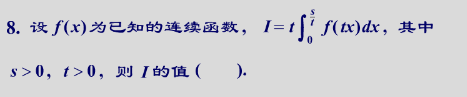 8. 设 f(x) 为已知的连续函数, I = t∫₀^{s/t} f(tx)dx, 其中
s > 0, t > 0, 则 I 的值 (    ).